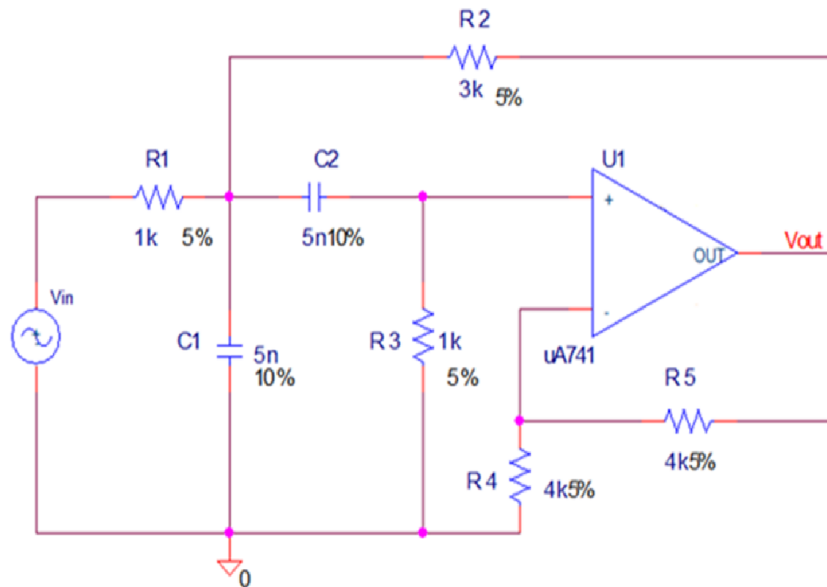 R2
3k 5%
R1
C2
U1
1k 5%
5n10%
+
Vout
OUT
Vin
-
C1
5n
10%
R3
1k
5%
uA741
R5
4k5%
R4
4k5%
0